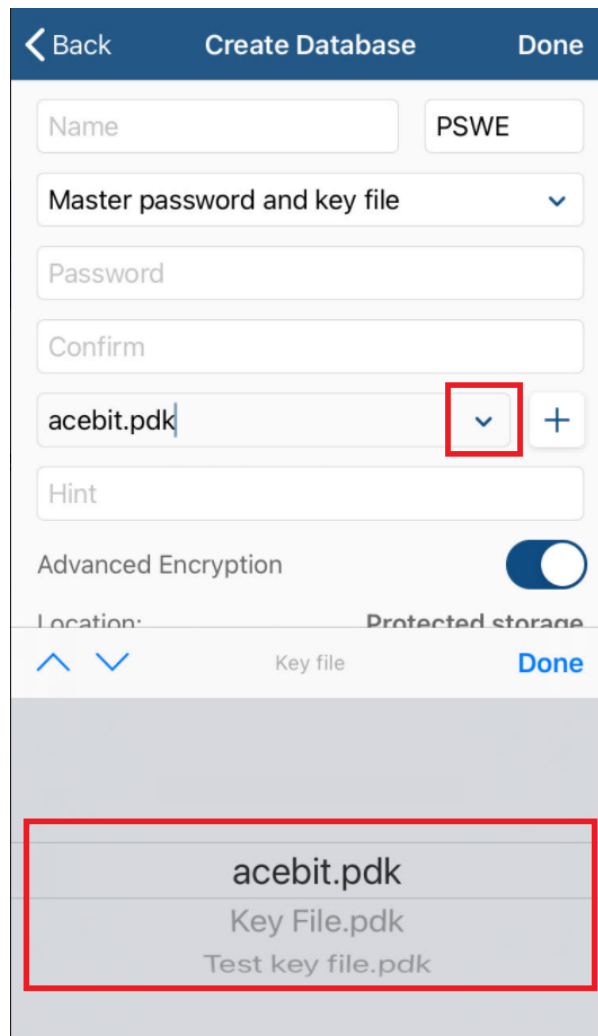 Back Create Database Done
Name PSWE
Master password and key file
Password
Confirm
acebit.pdk
Hint
Advanced Encryption
Location: Protected storage
Key file Done
acebit.pdk
Key File.pdk
Test key file.pdk